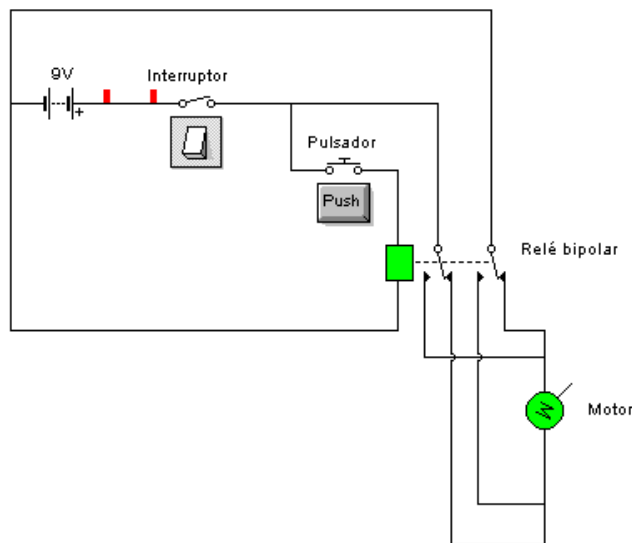 9V
Interruptor
+
Pulsador
Push
Relé bipolar
M
Motor